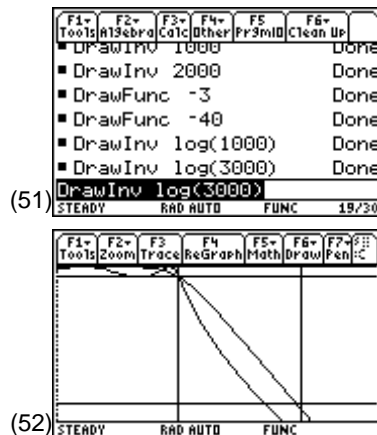 F1▾ F2▾ F3▾ F4▾ F5 F6▾
Tools Algebra Calc Other PrgmIO Clean Up
▪ DrawInv 1000 Done
▪ DrawInv 2000 Done
▪ DrawFunc -3 Done
▪ DrawFunc -40 Done
▪ DrawInv log(1000) Done
▪ DrawInv log(3000) Done
DrawInv log(3000)
(51)
STEADY RAD AUTO FUNC 19/30
F1▾ F2▾ F3 F4 F5▾ F6▾ F7▾
Tools Zoom Trace ReGraph Math Draw Pen :C
(52)
STEADY RAD AUTO FUNC